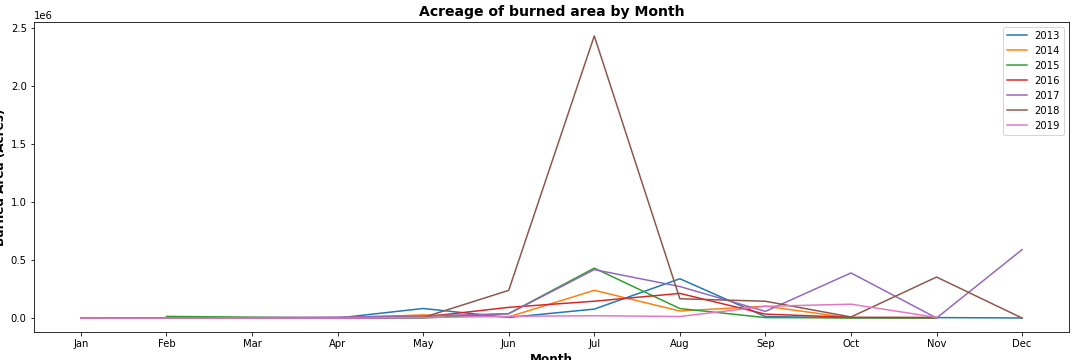 Acreage of burned area by Month
1e6
2.5
2.0
1.5
1.0
0.5
0.0
Burned Area (Acres)
Jan Feb Mar Apr May Jun Jul Aug Sep Oct Nov Dec
Month
2013
2014
2015
2016
2017
2018
2019